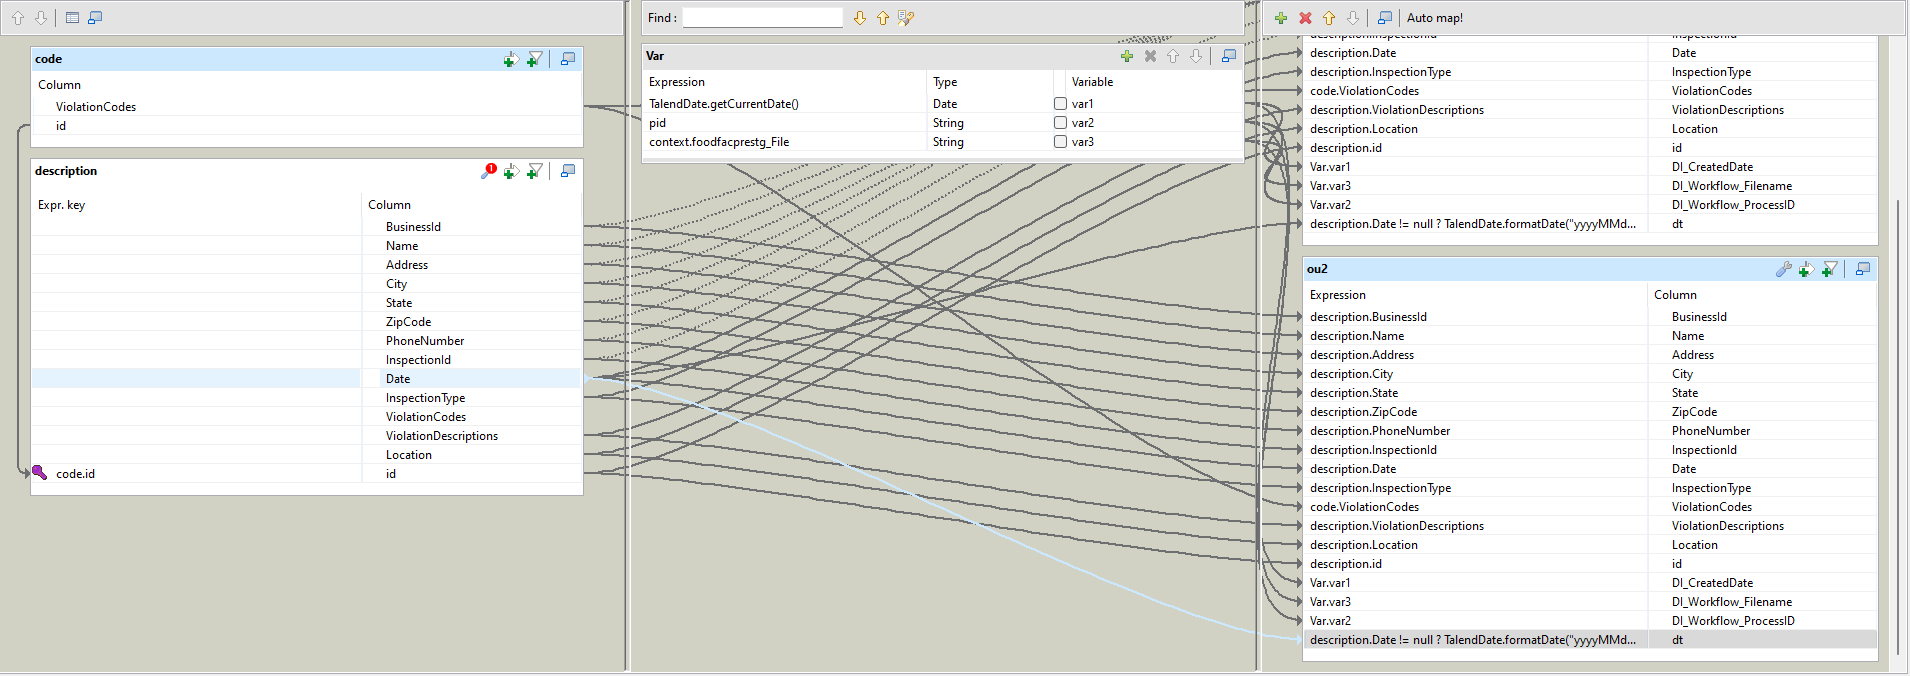 Find :
Auto map!
code
Column
ViolationCodes
id
description
Expr. key Column
BusinessId
Name
Address
City
State
ZipCode
PhoneNumber
InspectionId
Date
InspectionType
ViolationCodes
ViolationDescriptions
Location
code.id id
Var
Expression Type Variable
TalendDate.getCurrentDate() Date var1
pid String var2
context.foodfacprestg_File String var3
description.InspectionId InspectionId
description.Date Date
description.InspectionType InspectionType
code.ViolationCodes ViolationCodes
description.ViolationDescriptions ViolationDescriptions
description.Location Location
description.id id
Var.var1 DI_CreatedDate
Var.var3 DI_Workflow_Filename
Var.var2 DI_Workflow_ProcessID
description.Date != null ? TalendDate.formatDate("yyyyMMd... dt
ou2
Expression Column
description.BusinessId BusinessId
description.Name Name
description.Address Address
description.City City
description.State State
description.ZipCode ZipCode
description.PhoneNumber PhoneNumber
description.InspectionId InspectionId
description.Date Date
description.InspectionType InspectionType
code.ViolationCodes ViolationCodes
description.ViolationDescriptions ViolationDescriptions
description.Location Location
description.id id
Var.var1 DI_CreatedDate
Var.var3 DI_Workflow_Filename
Var.var2 DI_Workflow_ProcessID
description.Date != null ? TalendDate.formatDate("yyyyMMd... dt